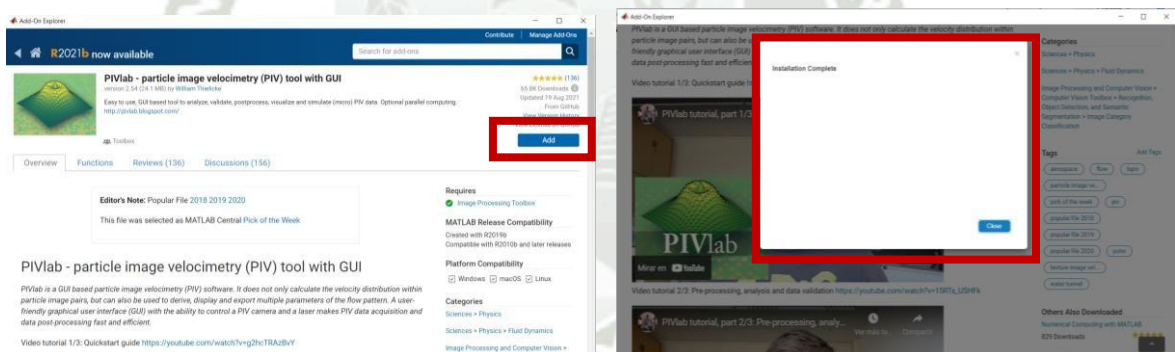 Add-On Explorer
Contribute | Manage Add-Ons
R2021b now available
Search for add-ons
PIVlab - particle image velocimetry (PIV) tool with GUI
version 2.54 (24.1 MB) by William Thielicke
Easy to use, GUI based tool to analyze, validate, postprocess, visualize and simulate (micro) PIV data. Optional parallel computing.
http://pivlab.blogspot.com/
Toolbox
(136)
Downloads
Updated 19 Aug 2021
From GitHub
View Version History
View License on GitHub
Add
Overview Functions Reviews (136) Discussions (156)
Editor's Note: Popular File 2018 2019 2020
This file was selected as MATLAB Central Pick of the Week
PIVlab - particle image velocimetry (PIV) tool with GUI
PIVlab is a GUI based particle image velocimetry (PIV) software. It does not only calculate the velocity distribution within
particle image pairs, but can also be used to derive, display and export multiple parameters of the flow pattern. A user-
friendly graphical user interface (GUI) with the ability to control a PIV camera and a laser makes PIV data acquisition and
data post-processing fast and efficient.
Video tutorial 1/3: Quickstart guide https://youtube.com/watch?v=g2hcTRAzBvY
Requires
Image Processing Toolbox
MATLAB Release Compatibility
Created with R2019b
Compatible with R2010b and later releases
Platform Compatibility
Windows macOS Linux
Categories
Sciences > Physics
Sciences > Physics > Fluid Dynamics
Image Processing and Computer Vision >
Add-On Explorer
PIVlab is a GUI based particle image velocimetry (PIV) software. It does not only calculate the velocity distribution within
particle image pairs, but can also be
friendly graphical user interface (GUI)
data post-processing fast and efficient
Video tutorial 1/3: Quickstart guide
PIVlab tutorial, part 1/3
PIVlab
Mirar en YouTube
Installation Complete
Close
Video tutorial 2/3: Pre-processing, analysis and data validation
PIVlab tutorial, part 2/3: Pre-processing, analy...
Ver más ta... Compartir
Categories
Sciences > Physics
Sciences > Physics > Fluid Dynamics
Image Processing and Computer Vision >
Computer Vision Toolbox > Recognition,
Object Detection, and Semantic
Segmentation > Image Category
Classification
Tags Add Tags
aerospace flow
particle image ve...
pick of the week piv
popular file 2018
popular file 2019
popular file 2020
texture image vel...
water tunnel
Others Also Downloaded
Numerical Computing with MATLAB
829 Downloads